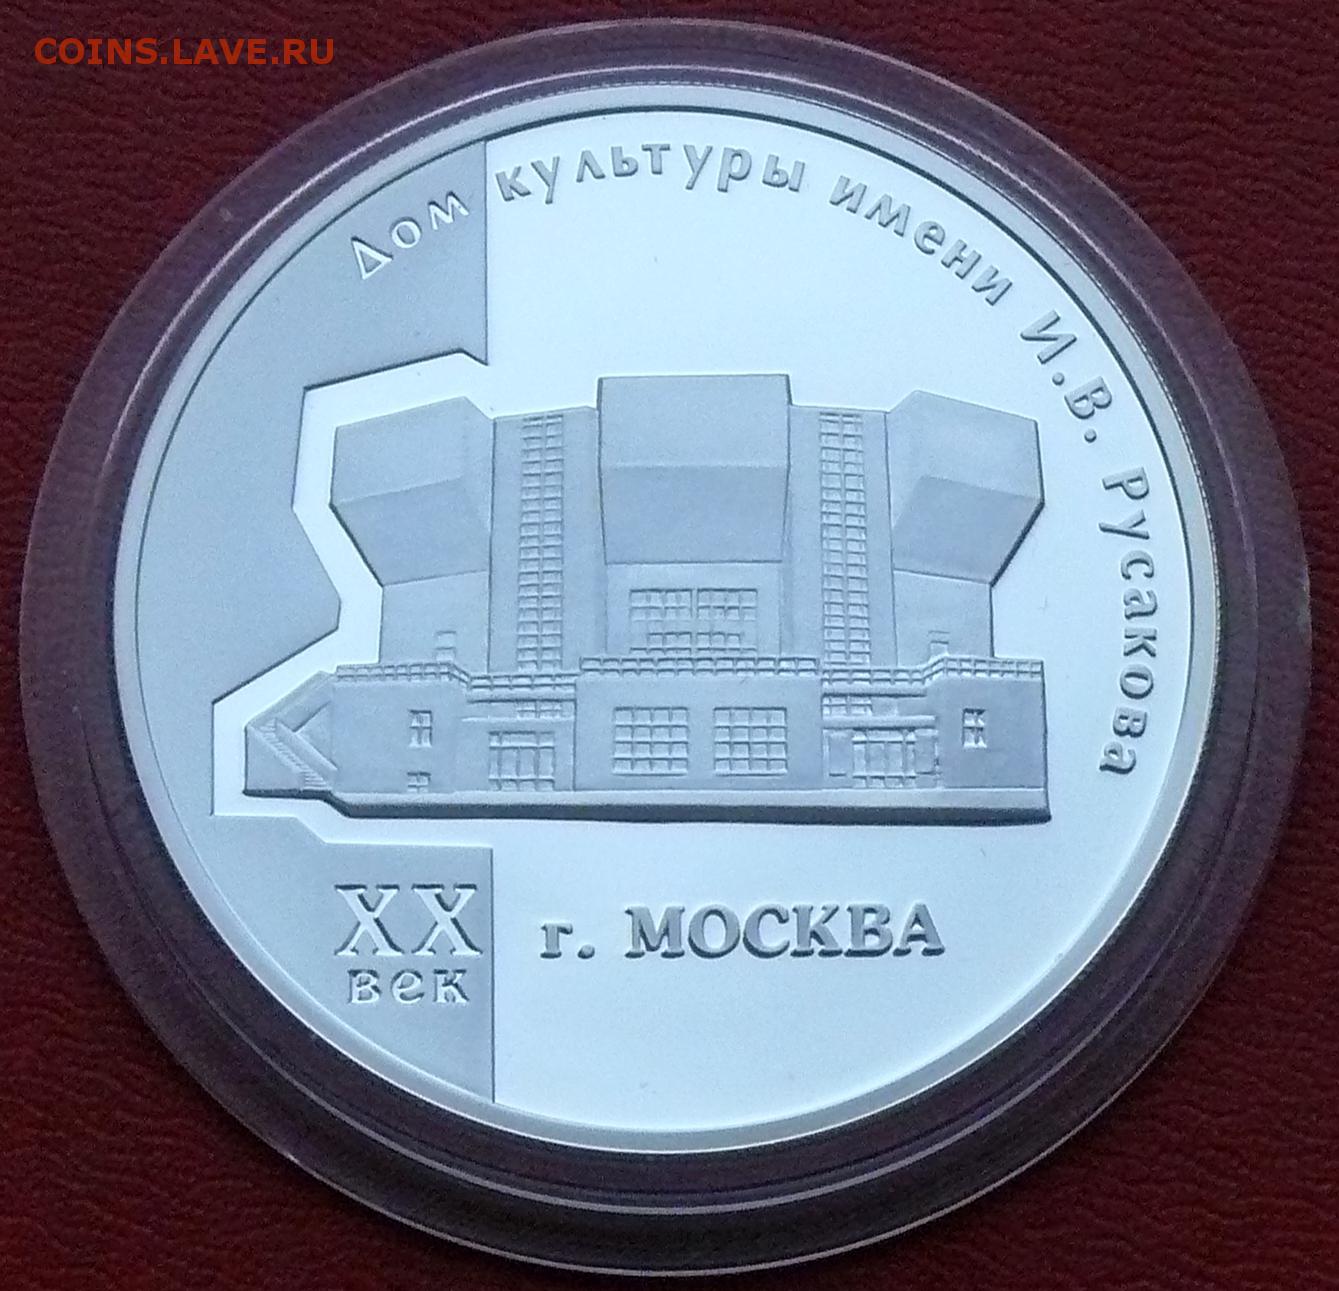 COINS.LAVE.RU
Дом культуры имени И.В. Русакова
XX
век
г. МОСКВА